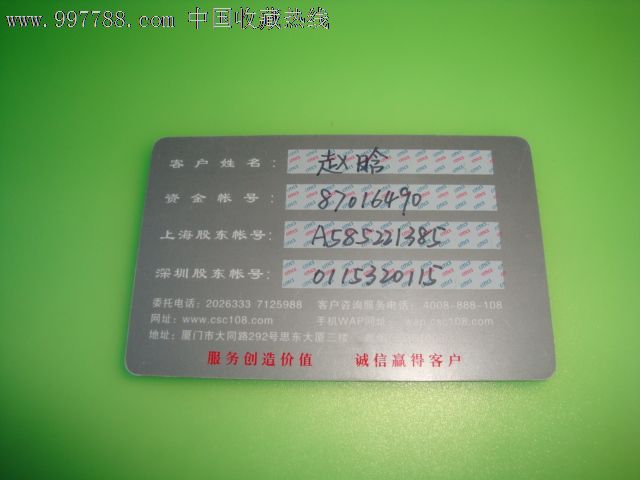 www.997788.com 中国收藏热线
客户姓名： 赵晗
资金帐号： 87016490
上海股东帐号： A585221385
深圳股东帐号： 0115320115
委托电话：2026333 7125988 客户咨询服务电话：4008-888-108
网址：www.csc108.com 手机WAP网址：wap.csc108.com
地址：厦门市大同路292号思东大厦三楼
服务创造价值 诚信赢得客户